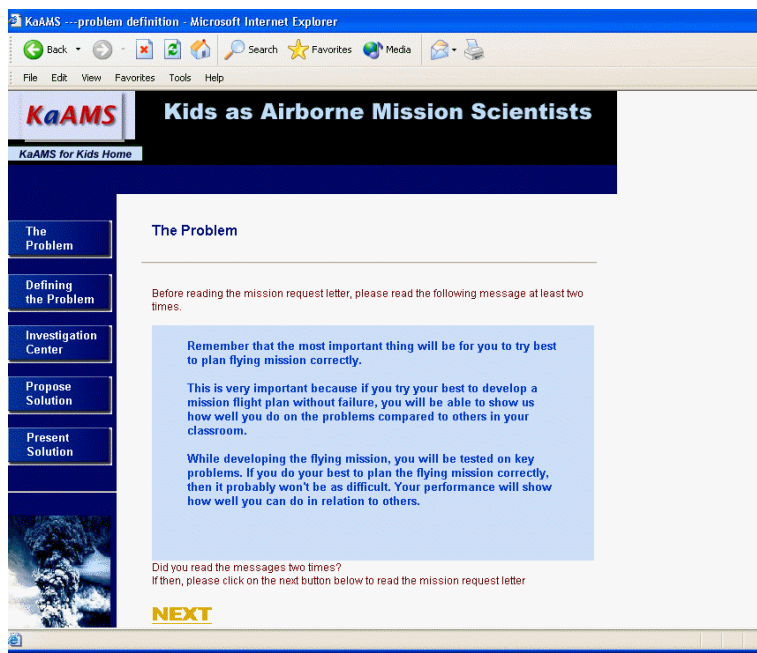 KaAMS ---problem definition - Microsoft Internet Explorer
Back Search Favorites Media
File Edit View Favorites Tools Help
KaAMS
Kids as Airborne Mission Scientists
KaAMS for Kids Home
The
Problem
Defining
the Problem
Investigation
Center
Propose
Solution
Present
Solution
The Problem
Before reading the mission request letter, please read the following message at least two
times.
Remember that the most important thing will be for you to try best
to plan flying mission correctly.
This is very important because if you try your best to develop a
mission flight plan without failure, you will be able to show us
how well you do on the problems compared to others in your
classroom.
While developing the flying mission, you will be tested on key
problems. If you do your best to plan the flying mission correctly,
then it probably won't be as difficult. Your performance will show
how well you can do in relation to others.
Did you read the messages two times?
If then, please click on the next button below to read the mission request letter
NEXT